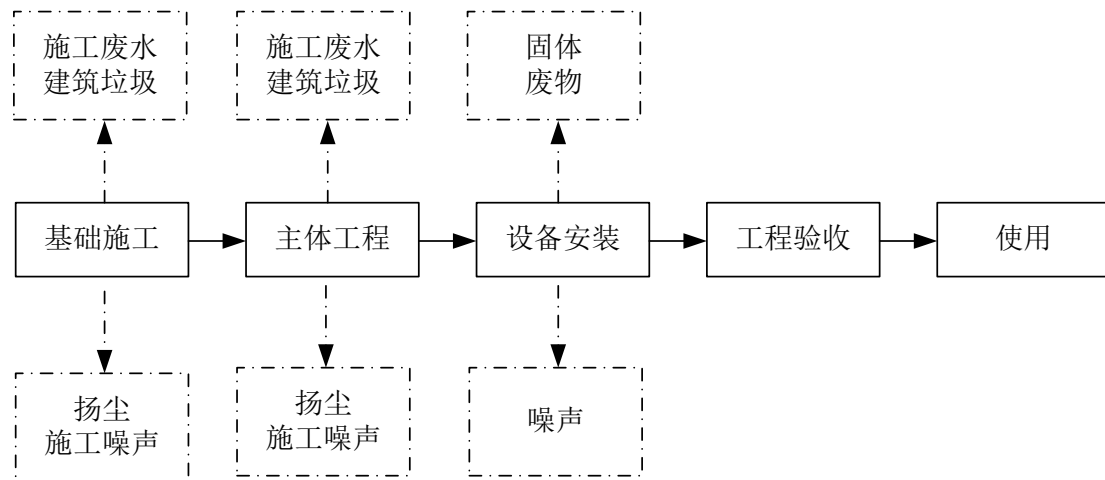 施工废水
建筑垃圾
施工废水
建筑垃圾
固体
废物
基础施工
主体工程
设备安装
工程验收
使用
扬尘
施工噪声
扬尘
施工噪声
噪声